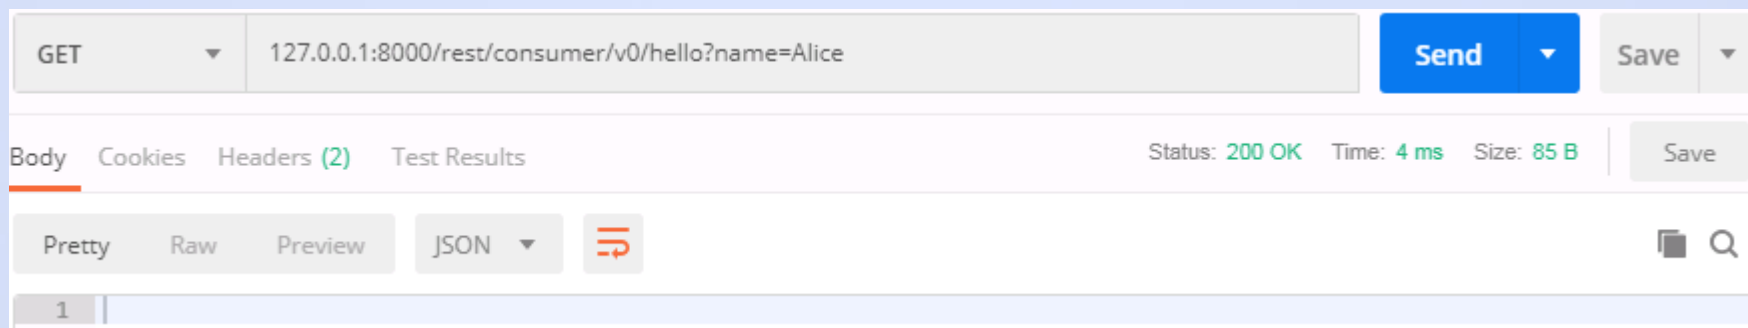 GET 127.0.0.1:8000/rest/consumer/v0/hello?name=Alice Send Save
Body Cookies Headers (2) Test Results Status: 200 OK Time: 4 ms Size: 85 B Save
Pretty Raw Preview JSON
1